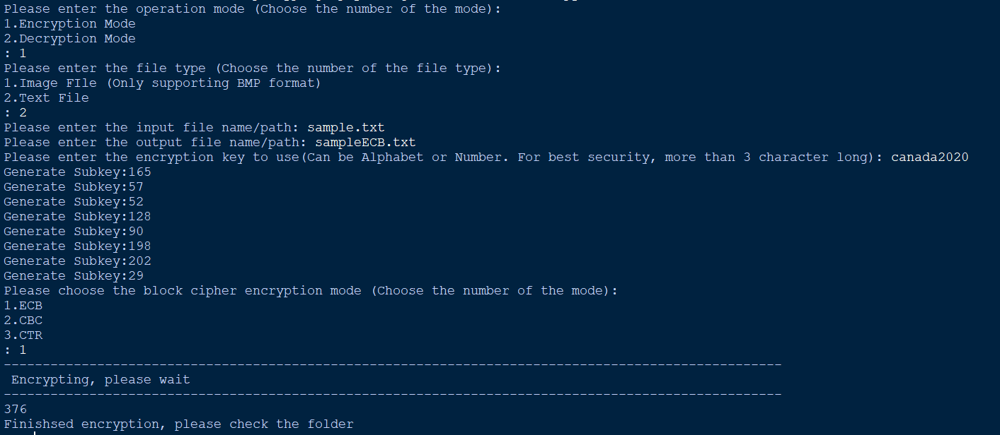 Please enter the operation mode (Choose the number of the mode):
1.Encryption Mode
2.Decryption Mode
: 1
Please enter the file type (Choose the number of the file type):
1.Image FIle (Only supporting BMP format)
2.Text File
: 2
Please enter the input file name/path: sample.txt
Please enter the output file name/path: sampleECB.txt
Please enter the encryption key to use(Can be Alphabet or Number. For best security, more than 3 character long): canada2020
Generate Subkey:165
Generate Subkey:57
Generate Subkey:52
Generate Subkey:128
Generate Subkey:90
Generate Subkey:198
Generate Subkey:202
Generate Subkey:29
Please choose the block cipher encryption mode (Choose the number of the mode):
1.ECB
2.CBC
3.CTR
: 1
----------------------------------------------------------------------------------------------------
 Encrypting, please wait
----------------------------------------------------------------------------------------------------
376
Finishsed encryption, please check the folder